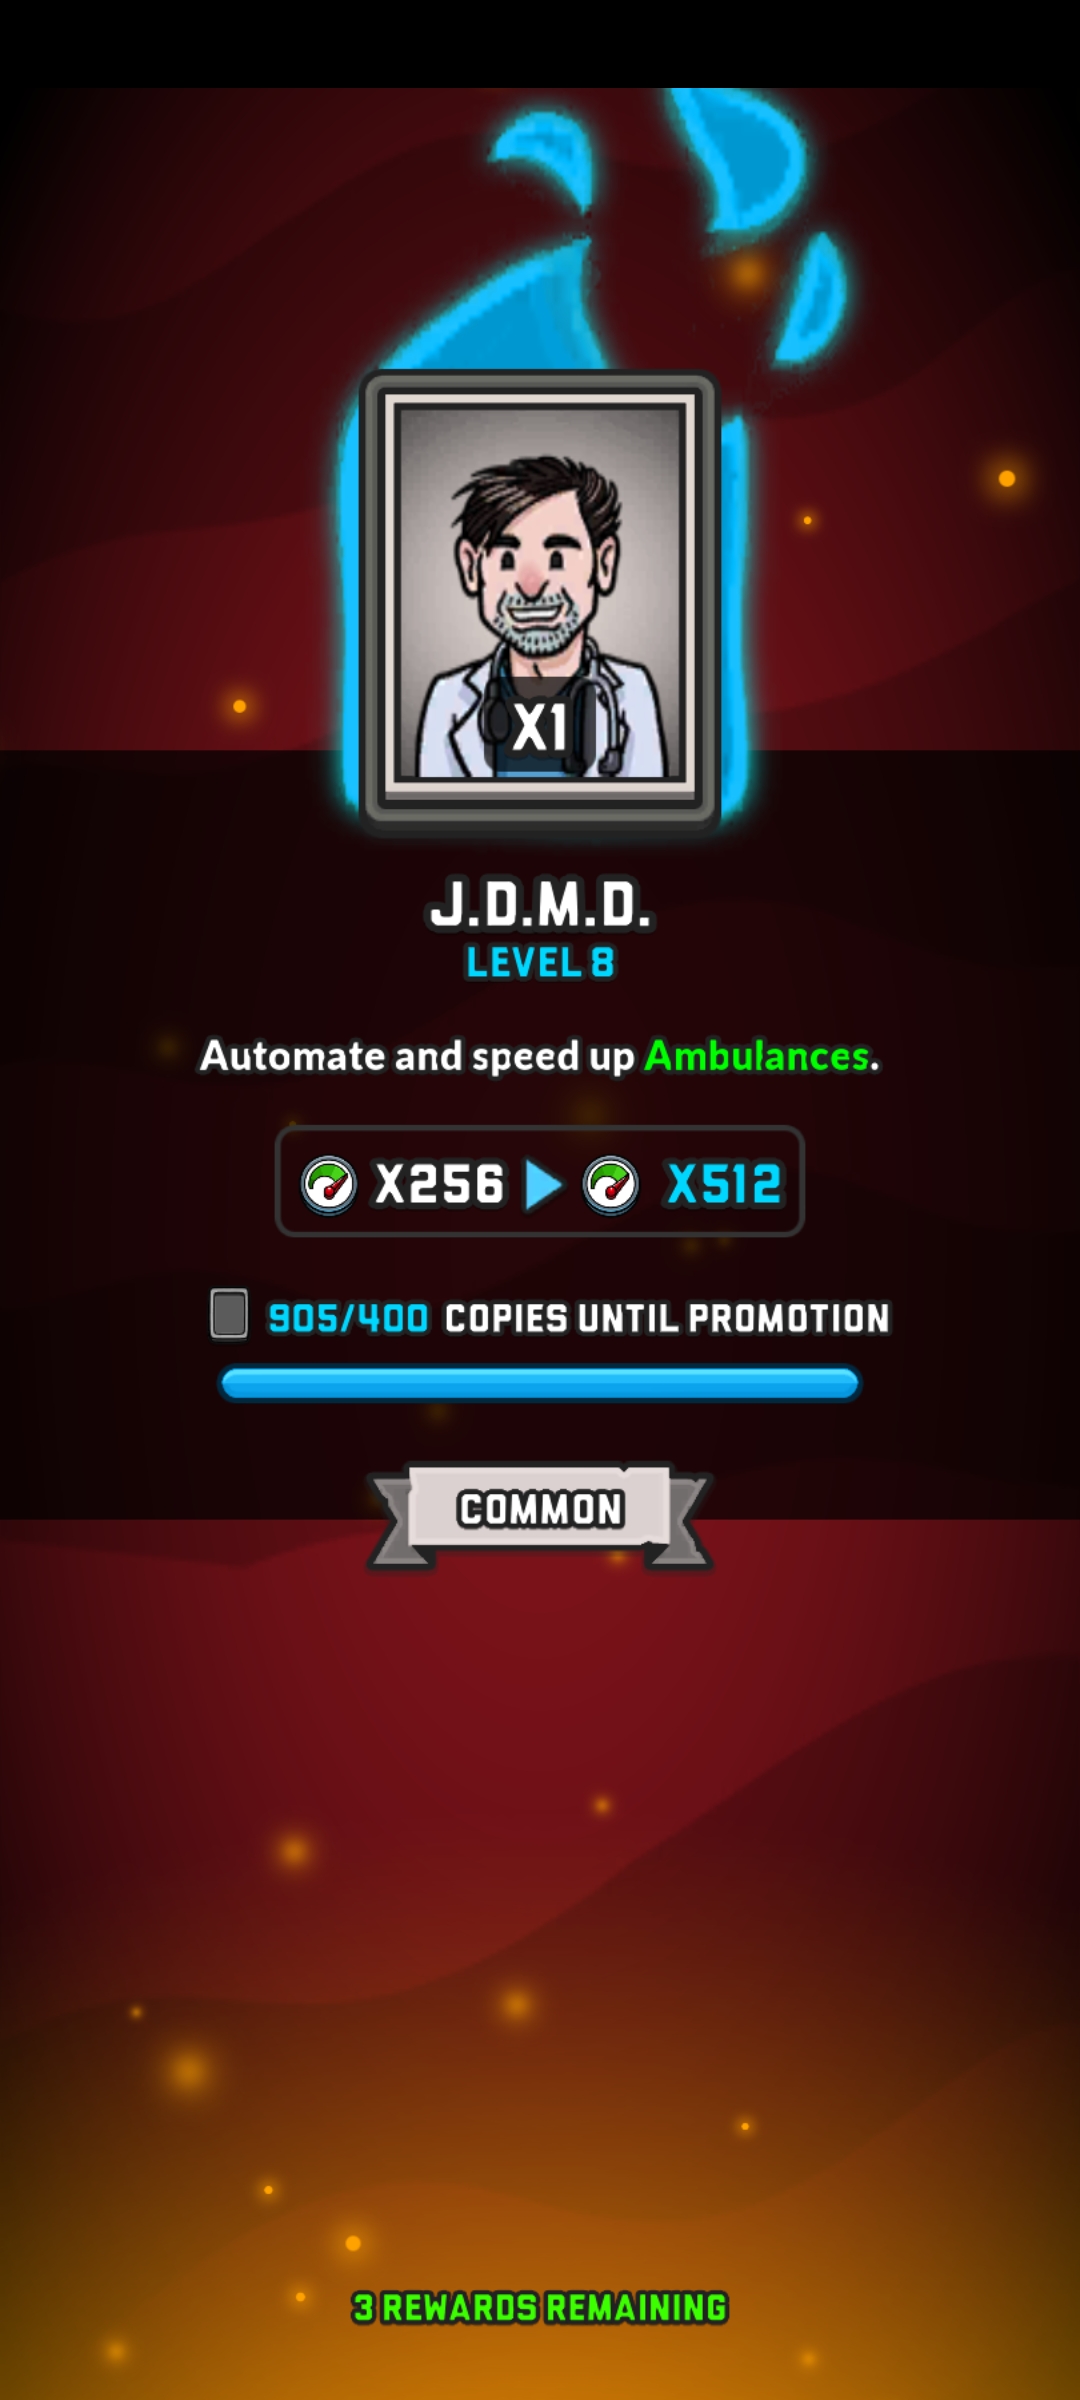 X1
J.D.M.D.
LEVEL 8
Automate and speed up Ambulances.
X256 X512
905/400 COPIES UNTIL PROMOTION
COMMON
3 REWARDS REMAINING